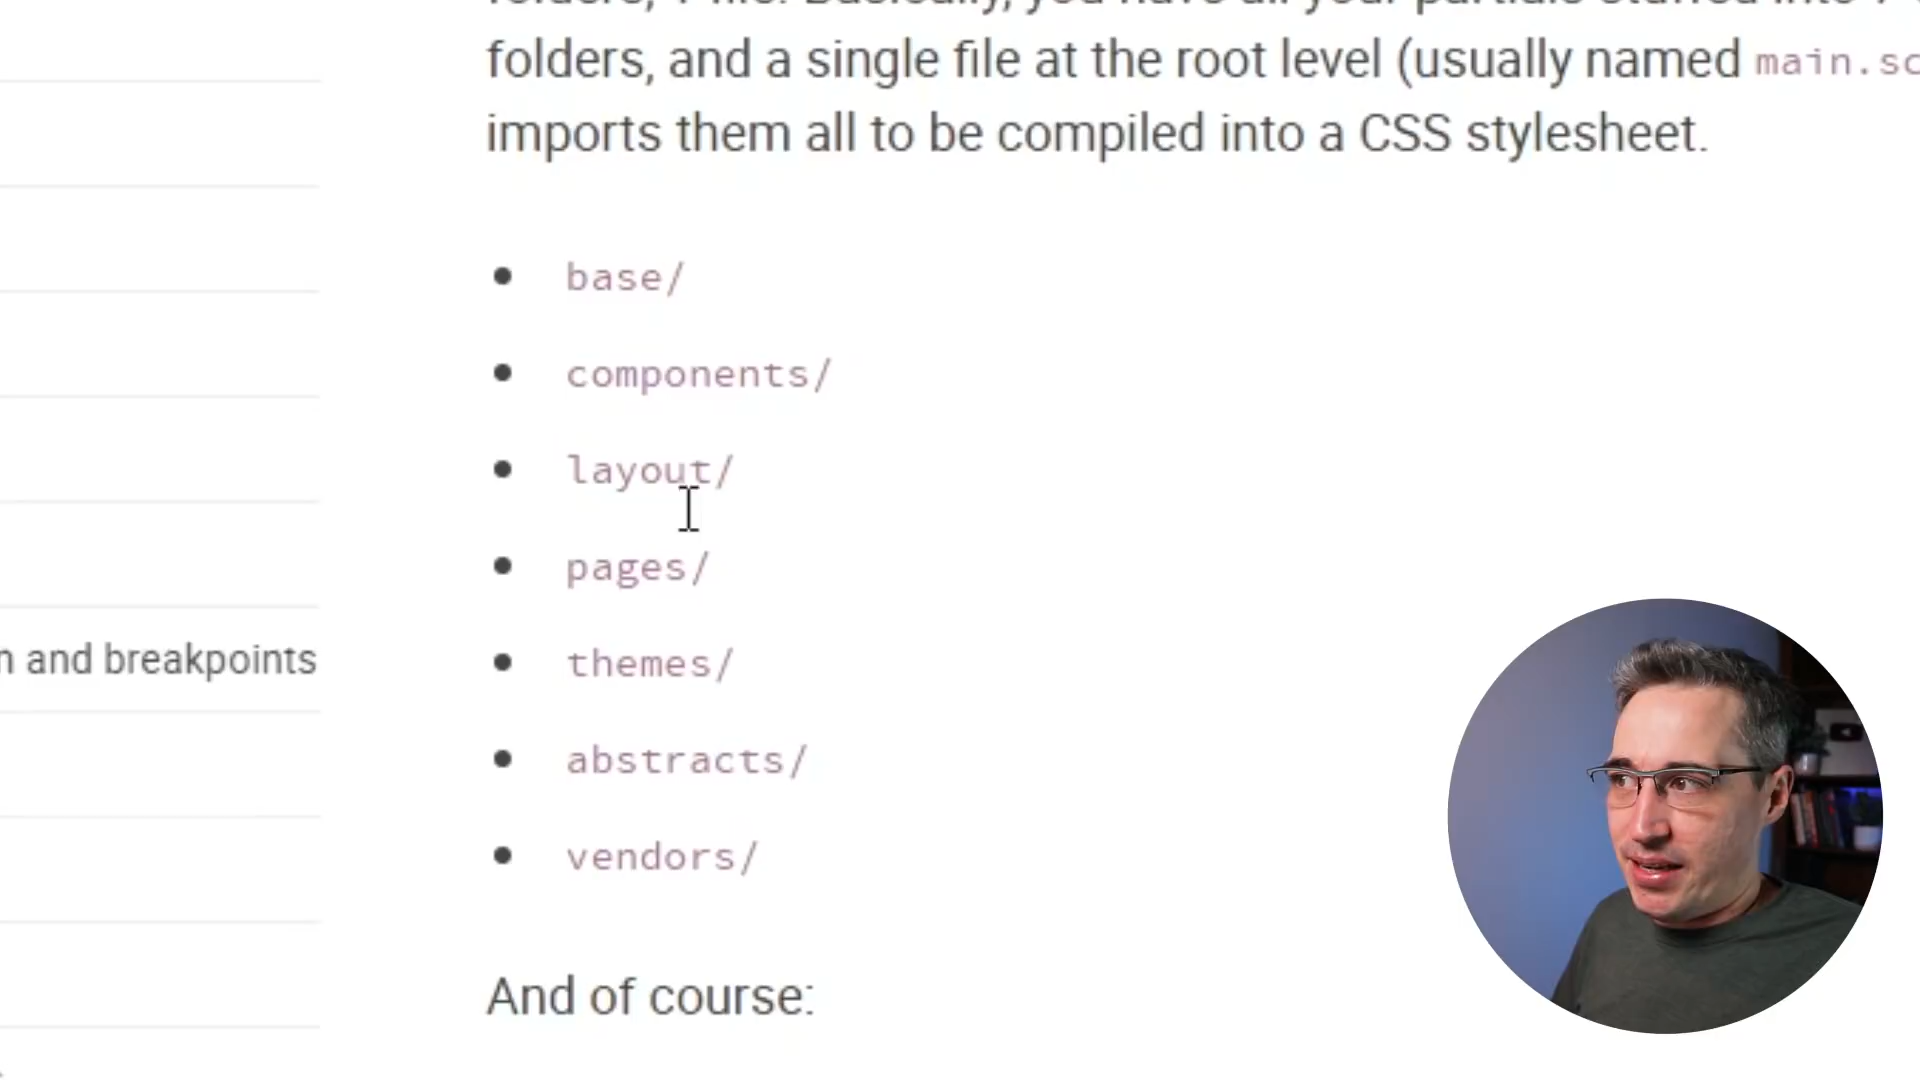 folders, and a single file at the root level (usually named main.sc
imports them all to be compiled into a CSS stylesheet.
base/
components/
layout/
pages/
and breakpoints
themes/
abstracts/
vendors/
And of course: